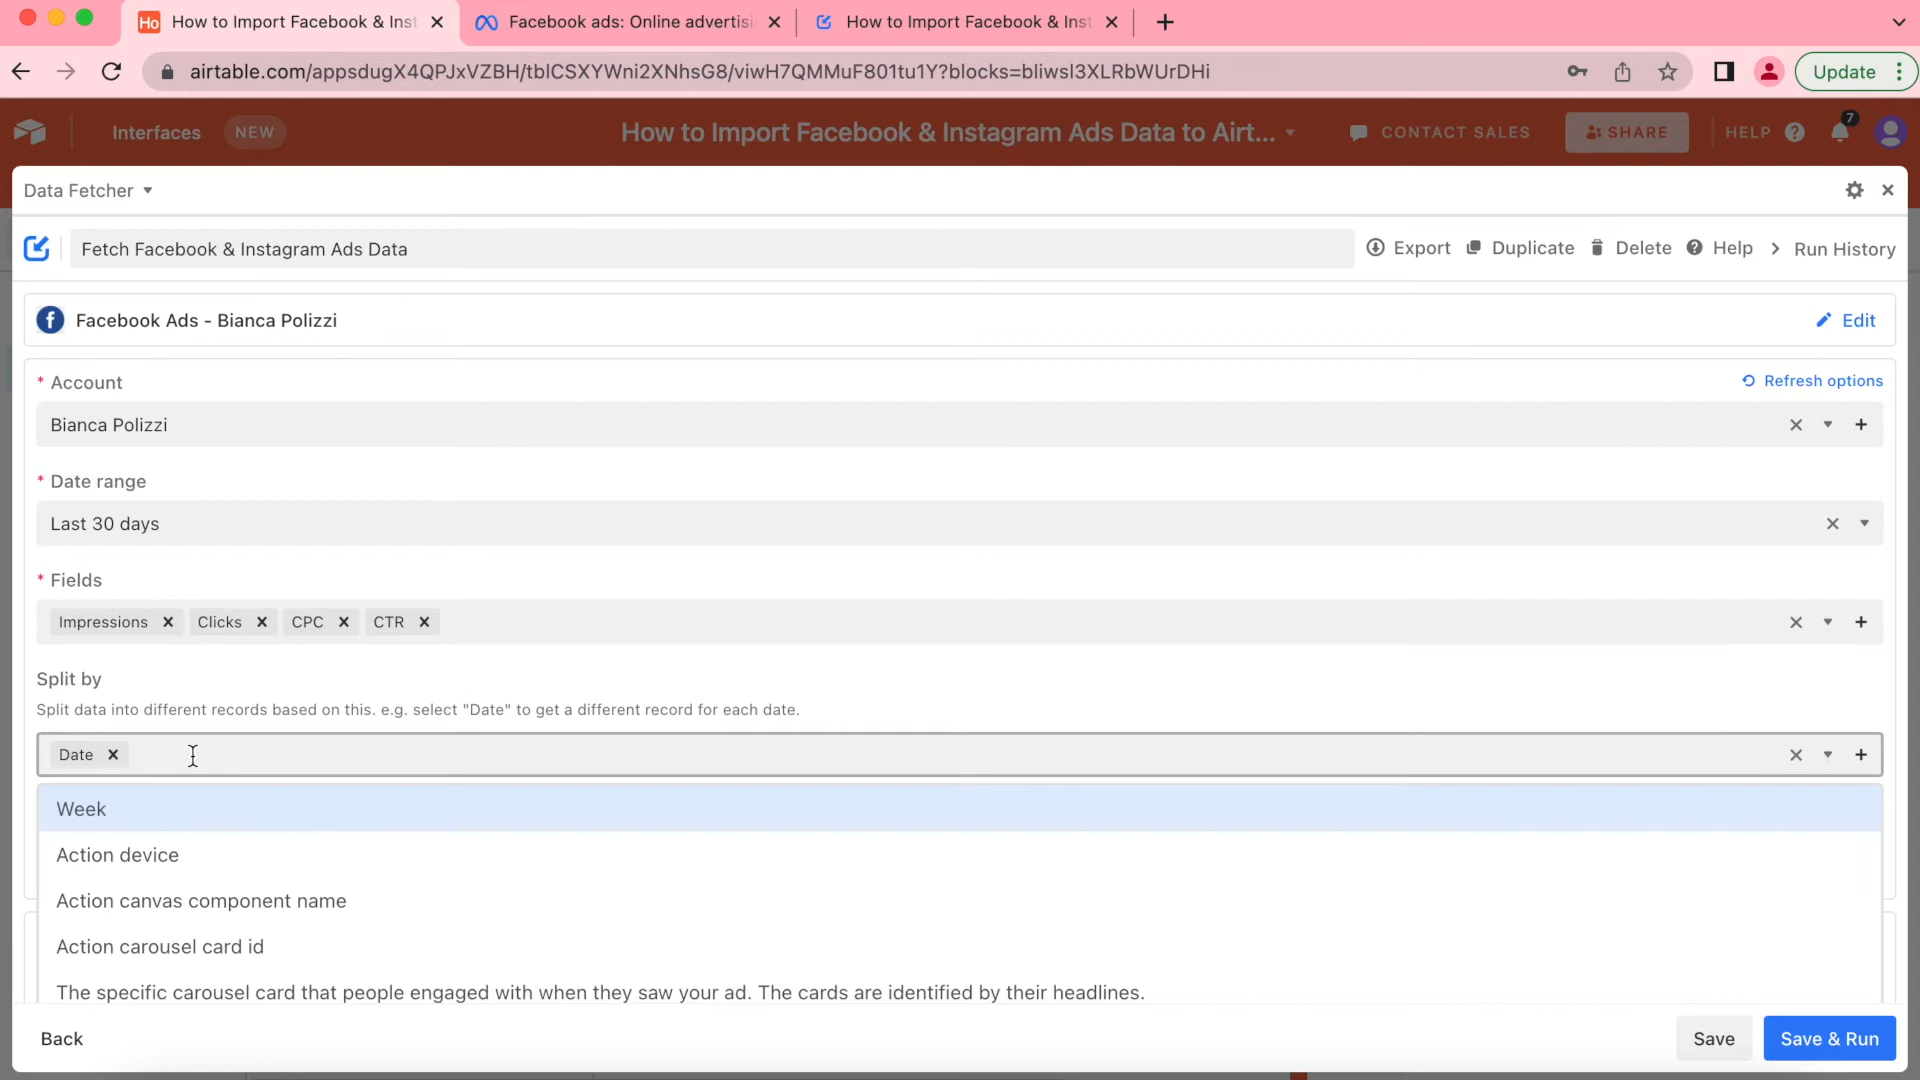 Ho How to Import Facebook & Inst
Facebook ads: Online advertisi
How to Import Facebook & Inst
airtable.com/appsdugX4QPJxVZBH/tblCSXYWni2XNhsG8/viwH7QMMuF801tu1Y?blocks=bliwsl3XLRbWUrDHi
Update
Interfaces NEW
How to Import Facebook & Instagram Ads Data to Airt...
CONTACT SALES
SHARE
HELP
7
Data Fetcher
Fetch Facebook & Instagram Ads Data
Export Duplicate Delete Help Run History
Facebook Ads - Bianca Polizzi
Edit
* Account
Refresh options
Bianca Polizzi
* Date range
Last 30 days
* Fields
Impressions Clicks CPC CTR
Split by
Split data into different records based on this. e.g. select "Date" to get a different record for each date.
Date
Week
Action device
Action canvas component name
Action carousel card id
The specific carousel card that people engaged with when they saw your ad. The cards are identified by their headlines.
Back
Save
Save & Run